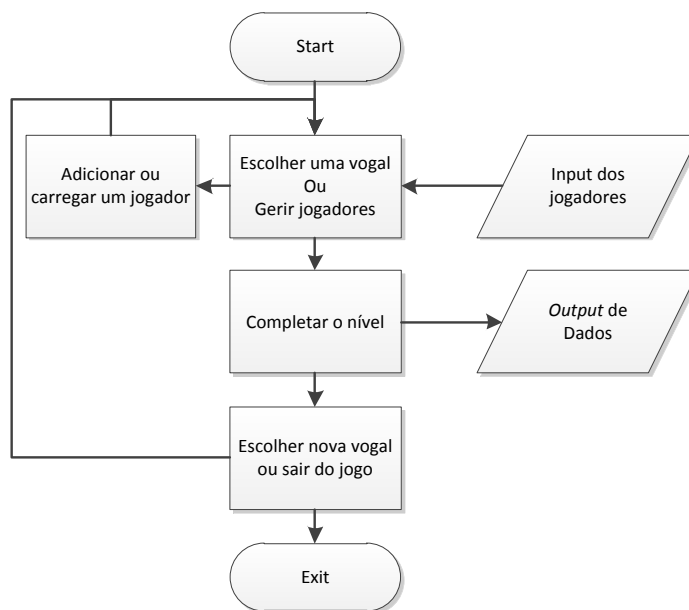 Start
Adicionar ou
carregar um jogador
Escolher uma vogal
Ou
Gerir jogadores
Input dos
jogadores
Completar o nível
Output de
Dados
Escolher nova vogal
ou sair do jogo
Exit